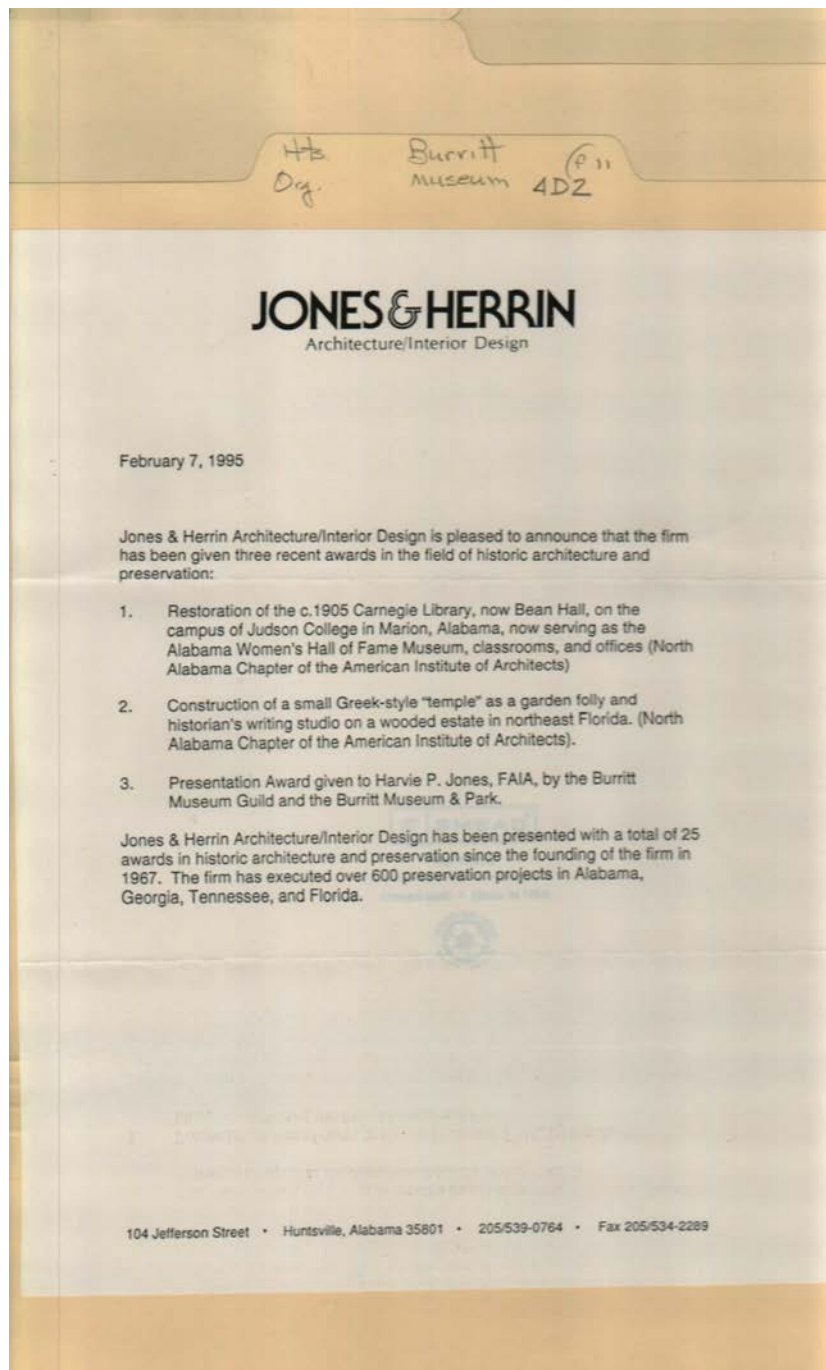 Hts. Burritt
Org. Museum 4D2
JONES & HERRIN
Architecture/Interior Design
February 7, 1995
Jones & Herrin Architecture/Interior Design is pleased to announce that the firm
has been given three recent awards in the field of historic architecture and
preservation:
1. Restoration of the c.1905 Carnegie Library, now Bean Hall, on the
campus of Judson College in Marion, Alabama, now serving as the
Alabama Women's Hall of Fame Museum, classrooms, and offices (North
Alabama Chapter of the American Institute of Architects)
2. Construction of a small Greek-style "temple" as a garden folly and
historian's writing studio on a wooded estate in northeast Florida. (North
Alabama Chapter of the American Institute of Architects).
3. Presentation Award given to Harvie P. Jones, FAIA, by the Burritt
Museum Guild and the Burritt Museum & Park.
Jones & Herrin Architecture/Interior Design has been presented with a total of 25
awards in historic architecture and preservation since the founding of the firm in
1967. The firm has executed over 600 preservation projects in Alabama,
Georgia, Tennessee, and Florida.
104 Jefferson Street • Huntsville, Alabama 35801 • 205/539-0764 • Fax 205/534-2289